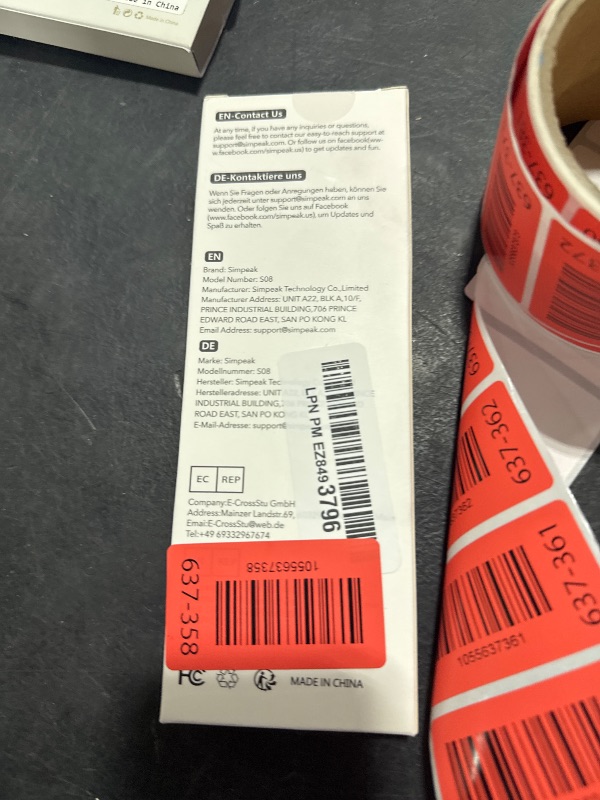 Made in China
EN-Contact Us
At any time, if you have any inquiries or questions,
please feel free to contact our easy-to-reach support at
support@simpeak.com. Or follow us on facebook(ww-
w.facebook.com/simpeak.us) to get updates and fun.
DE-Kontaktiere uns
Wenn Sie Fragen oder Anregungen haben, können Sie
sich jederzeit unter support@simpeak.com an uns
wenden. Oder folgen Sie uns auf Facebook
(www.facebook.com/simpeak.us), um Updates und
Spaß zu erhalten.
EN
Brand: Simpeak
Model Number: S08
Manufacturer: Simpeak Technology Co.,Limited
Manufacturer Address: UNIT A22, BLK A,10/F,
PRINCE INDUSTRIAL BUILDING,706 PRINCE
EDWARD ROAD EAST, SAN PO KONG KL
Email Address: support@simpeak.com
DE
Marke: Simpeak
Modellnummer: S08
Hersteller: Simpeak Tec
Herstelleradresse: UNIT
INDUSTRIAL BUILDING,
ROAD EAST, SAN PO KO
E-Mail-Adresse: support
LPN PM EZ8493796
EC REP
Company:E-CrossStu GmbH
Address:Mainzer Landstr.69,
Emai:E-CrossStu@web.de
Tel:+49 69332967674
637-358
1055637358
FC
MADE IN CHINA
637-362
637-361
1055637361